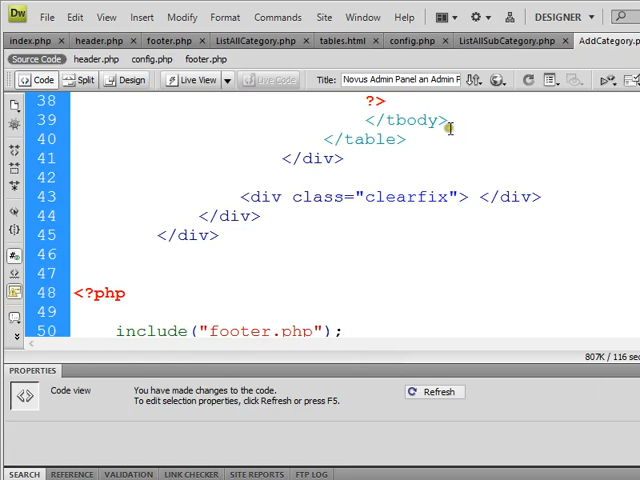 Dw File Edit View Insert Modify Format Commands Site Window Help DESIGNER
index.php × header.php × footer.php × ListAllCategory.php × tables.html × config.php × ListAllSubCategory.php × AddCategory.p
Source Code header.php config.php footer.php
Code Split Design Live View Live Code Title: Novus Admin Panel an Admin P
38 ?>
39 </tbody>
40 </table>
41 </div>
42
43 <div class="clearfix"> </div>
44 </div>
45 </div>
46
47
48 <?php
49
50 include("footer.php");
807K / 116 sec
PROPERTIES
Code view You have made changes to the code. Refresh
To edit selection properties, click Refresh or press F5.
SEARCH REFERENCE VALIDATION LINK CHECKER SITE REPORTS FTP LOG